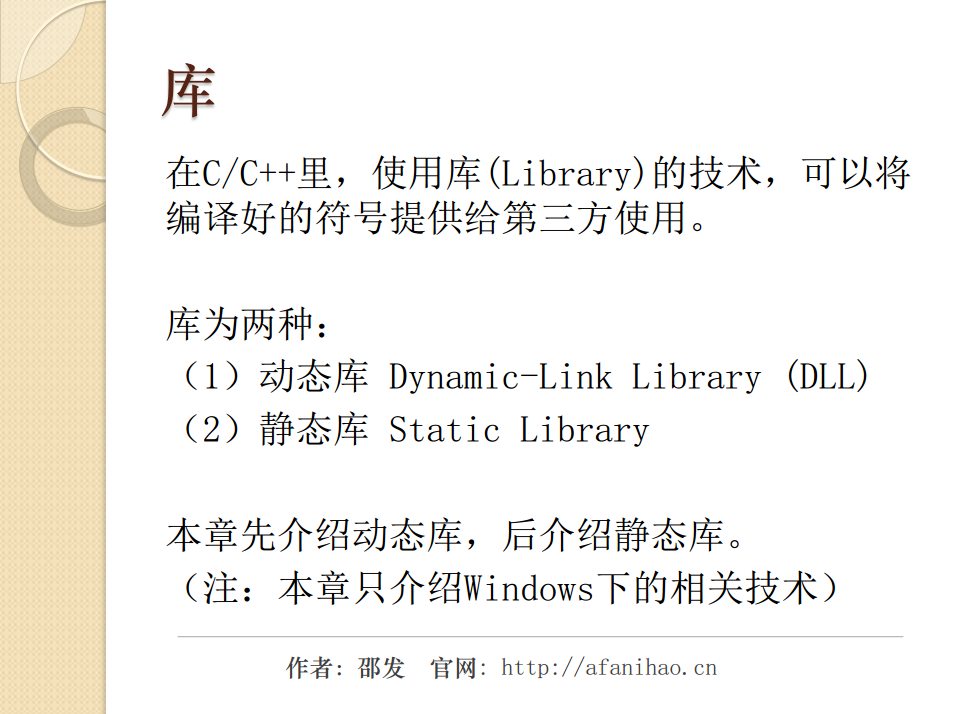 库
在C/C++里，使用库(Library)的技术，可以将
编译好的符号提供给第三方使用。
库为两种：
（1）动态库 Dynamic-Link Library (DLL)
（2）静态库 Static Library
本章先介绍动态库，后介绍静态库。
（注：本章只介绍Windows下的相关技术）
作者：邵发 官网：http://afanihao.cn